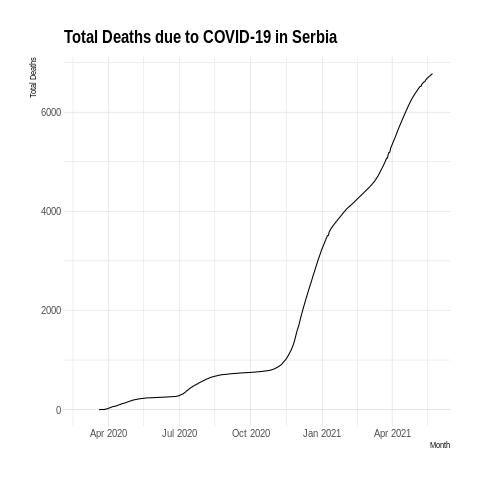 Total Deaths due to COVID-19 in Serbia
Total Deaths
6000
4000
2000
0
Apr 2020 Jul 2020 Oct 2020 Jan 2021 Apr 2021
Month